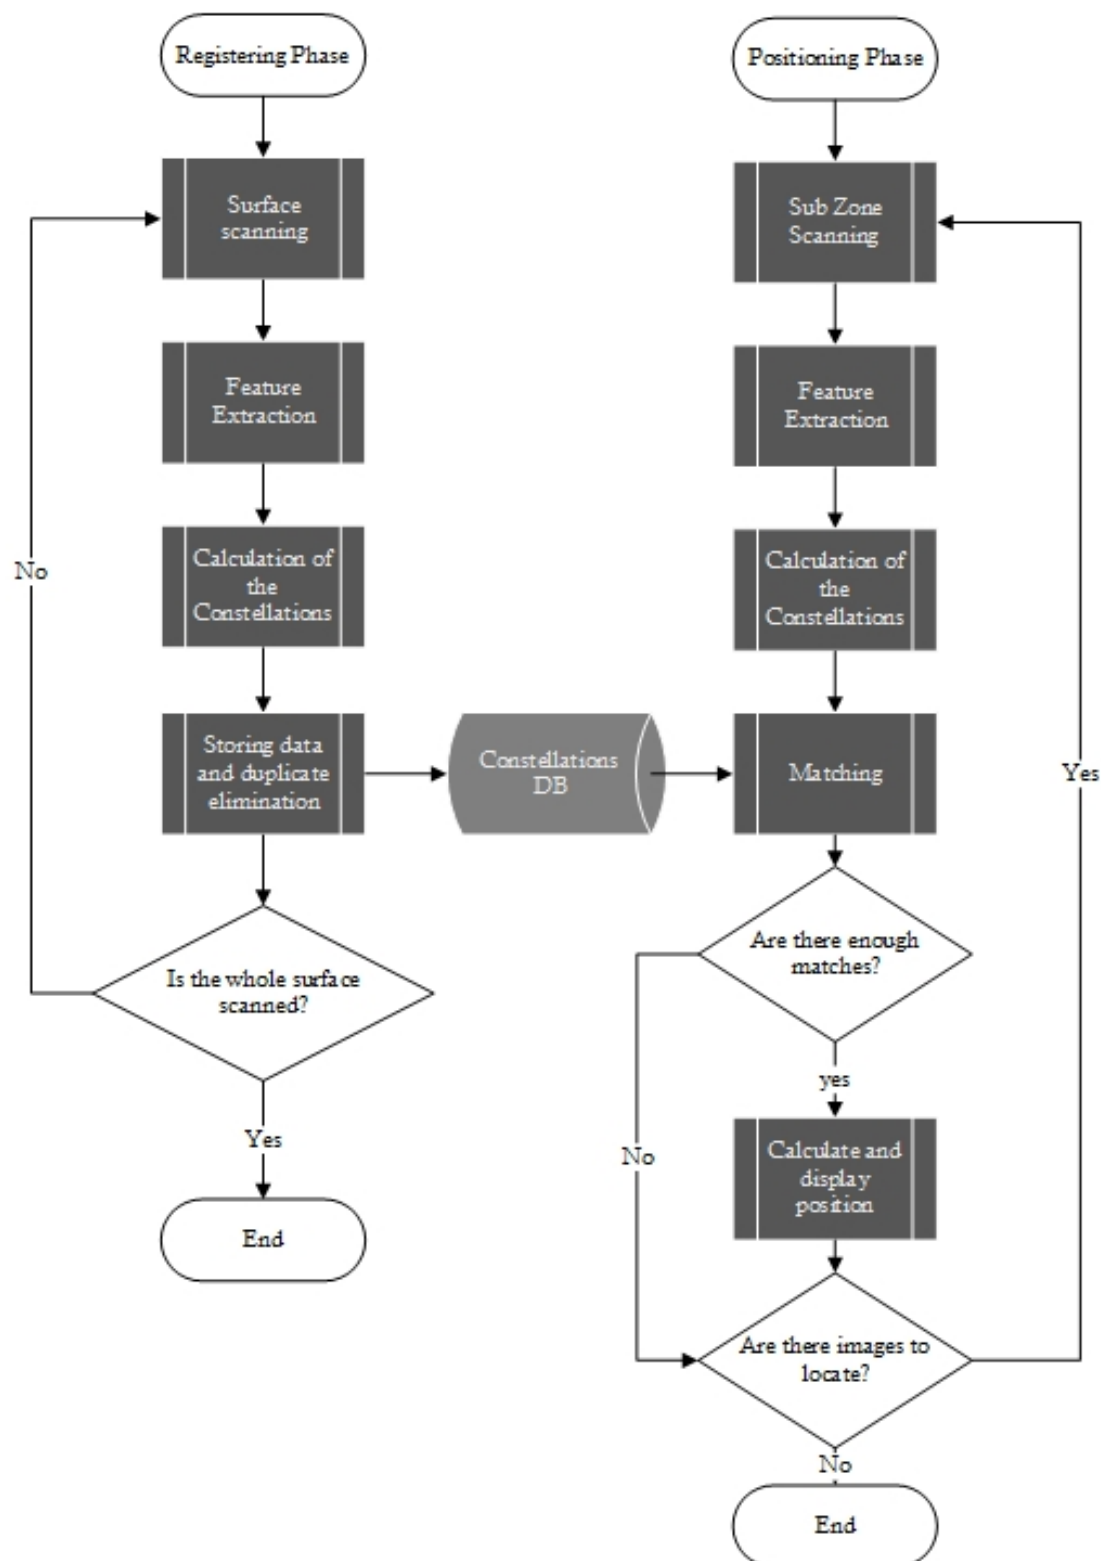 Registering Phase
Surface
scanning
Feature
Extraction
Calculation of
the
Constellations
Storing data
and duplicate
elimination
Is the whole surface
scanned?
No
Yes
End
Constellations
DB
Positioning Phase
Sub Zone
Scanning
Feature
Extraction
Calculation of
the
Constellations
Matching
Are there enough
matches?
yes
No
Calculate and
display
position
Are there images to
locate?
Yes
No
End